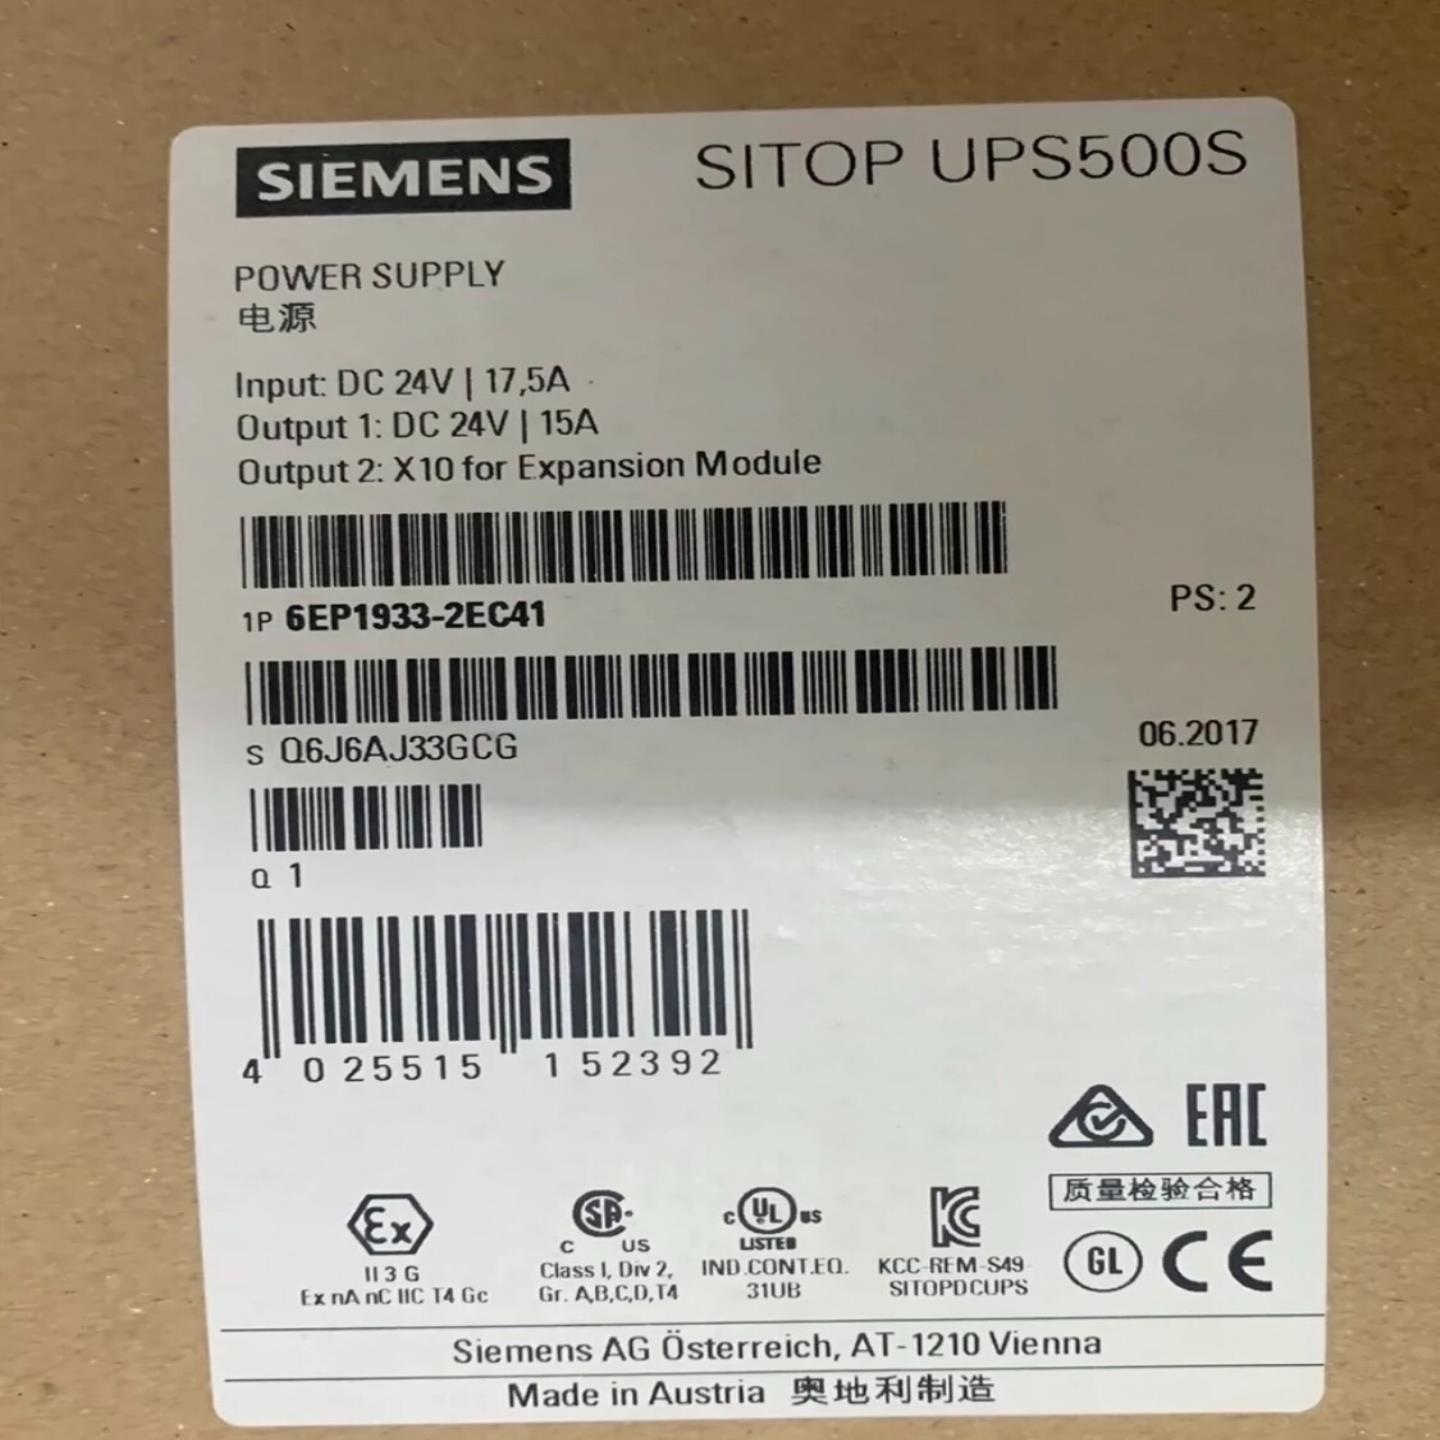 SIEMENS
SITOP UPS500S
POWER SUPPLY
电源
Input: DC 24V | 17,5A
Output 1: DC 24V | 15A
Output 2: X10 for Expansion Module
1P 6EP1933-2EC41
PS: 2
S Q6J6AJ33GCG
06.2017
Q 1
4 025515 152392
EAC
质量检验合格
Ex
II 3 G
Ex nA nC IIC T4 Gc
SA
C US
Class I, Div 2,
Gr. A,B,C,D,T4
c UL us
LISTED
IND.CONT.EQ.
31UB
KC
KCC-REM-S49-
SITOPDCUPS
GL
CE
Siemens AG Österreich, AT-1210 Vienna
Made in Austria 奥地利制造